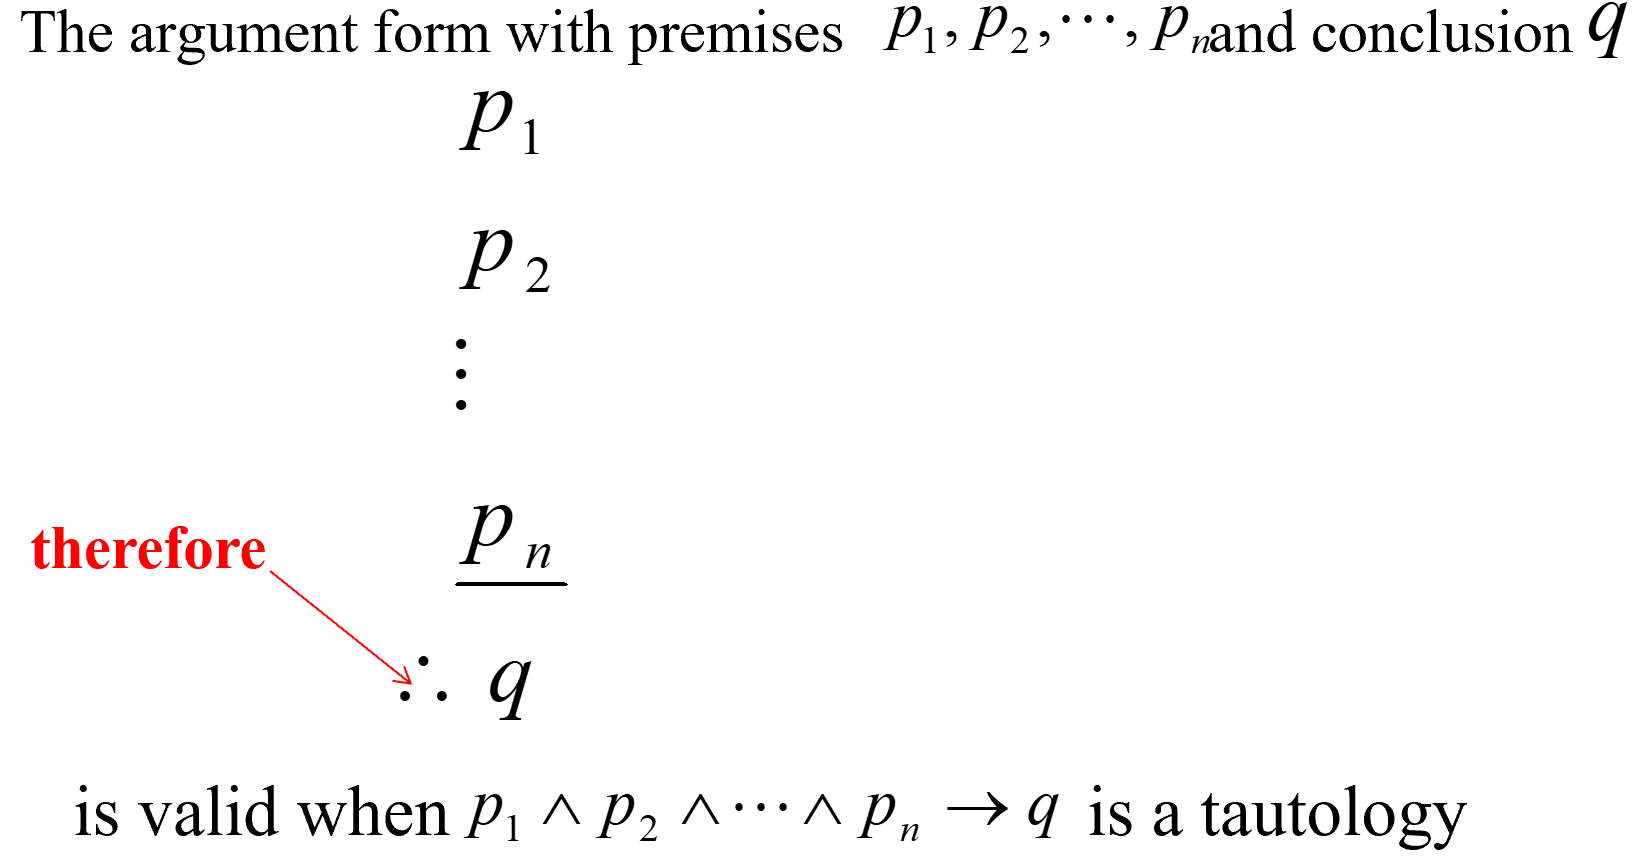 The argument form with premises p₁, p₂, ⋯, pₙ and conclusion q
p₁
p₂
⋮
pₙ
therefore
∴ q
is valid when p₁ ∧ p₂ ∧ ⋯ ∧ pₙ → q is a tautology